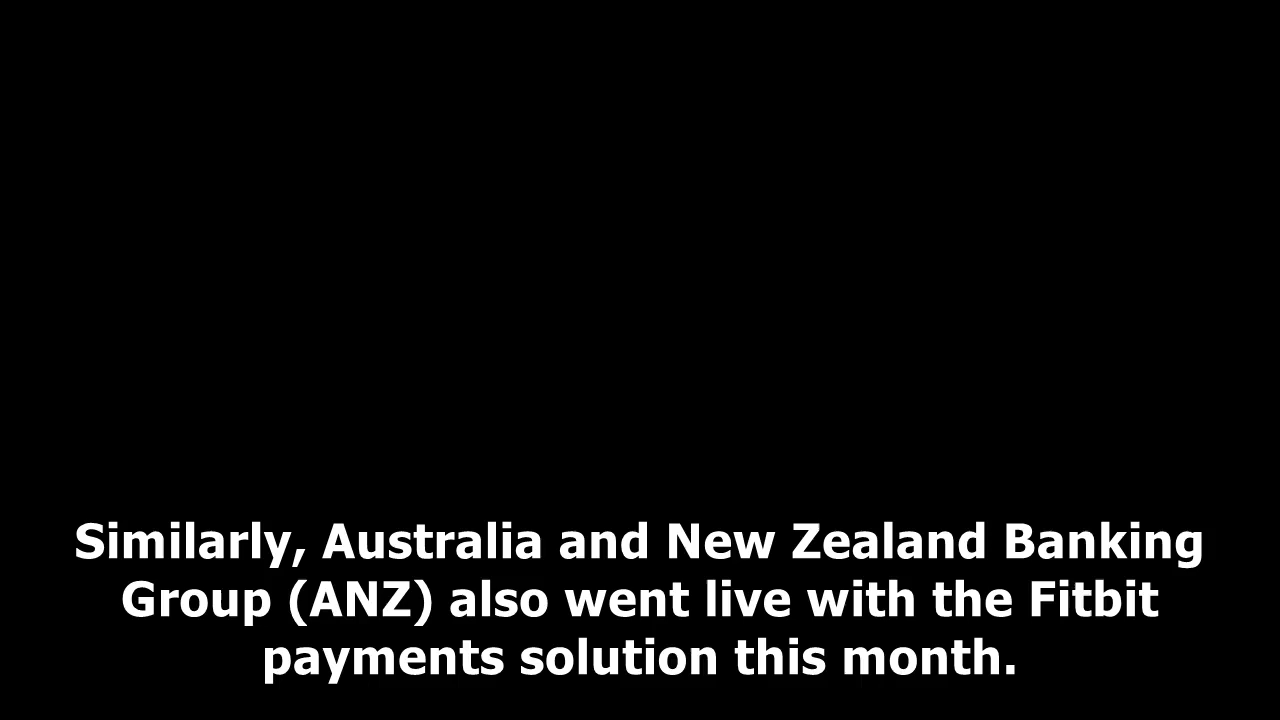 Similarly, Australia and New Zealand Banking
Group (ANZ) also went live with the Fitbit
payments solution this month.